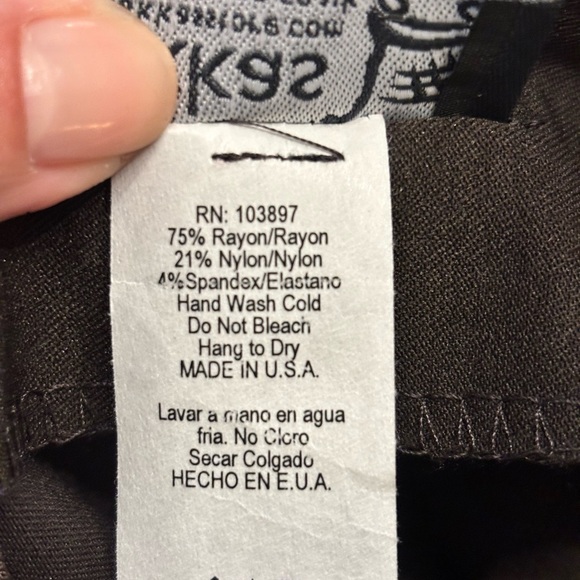 RN: 103897
75% Rayon/Rayon
21% Nylon/Nylon
4%Spandex/Elastano
Hand Wash Cold
Do Not Bleach
Hang to Dry
MADE IN U.S.A.
Lavar a mano en agua
fria. No Cloro
Secar Colgado
HECHO EN E.U.A.